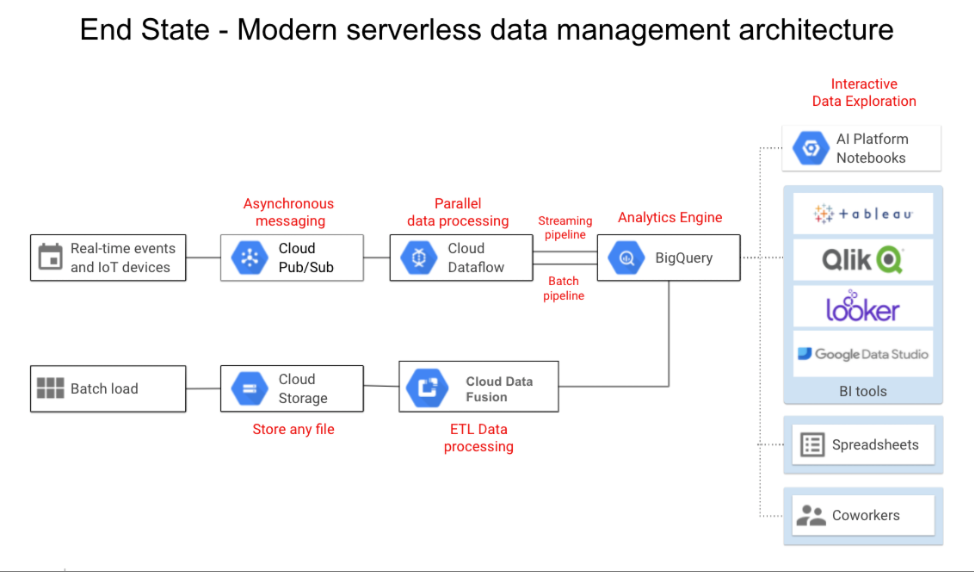 End State - Modern serverless data management architecture
Interactive
Data Exploration
AI Platform
Notebooks
Asynchronous
messaging
Parallel
data processing
Streaming
pipeline
Analytics Engine
Real-time events
and IoT devices
Cloud
Pub/Sub
Cloud
Dataflow
BigQuery
Batch
pipeline
+ableau
Qlik
looker
Google Data Studio
BI tools
Batch load
Cloud
Storage
Cloud Data
Fusion
Store any file
ETL Data
processing
Spreadsheets
Coworkers